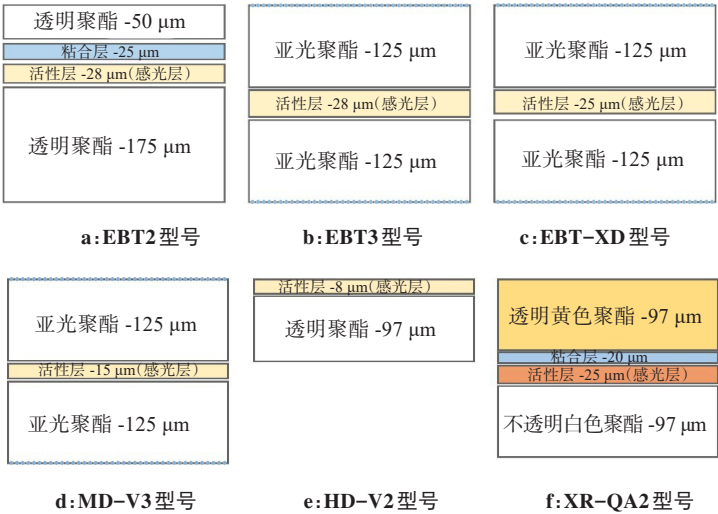 透明聚酯 -50 μm
粘合层 -25 μm
活性层 -28 μm(感光层)
透明聚酯 -175 μm
a:EBT2型号
亚光聚酯 -125 μm
活性层 -28 μm(感光层)
亚光聚酯 -125 μm
b:EBT3型号
亚光聚酯 -125 μm
活性层 -25 μm(感光层)
亚光聚酯 -125 μm
c:EBT-XD型号
亚光聚酯 -125 μm
活性层 -15 μm(感光层)
亚光聚酯 -125 μm
d:MD-V3型号
活性层 -8 μm(感光层)
透明聚酯 -97 μm
e:HD-V2型号
透明黄色聚酯 -97 μm
粘合层 -20 μm
活性层 -25 μm(感光层)
不透明白色聚酯 -97 μm
f:XR-QA2型号